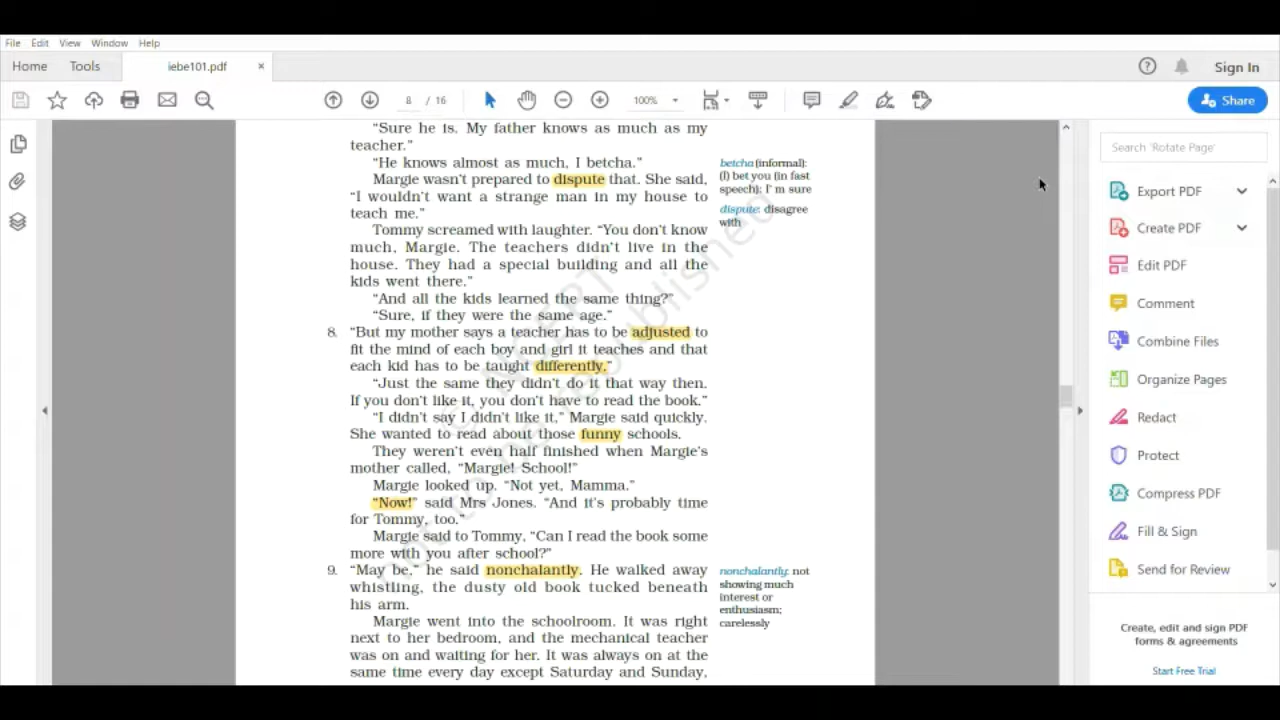 File Edit View Window Help
Home Tools iebe101.pdf × Sign In
8 / 16 100% Share
"Sure he is. My father knows as much as my
teacher."
"He knows almost as much, I betcha."
Margie wasn't prepared to dispute that. She said,
"I wouldn't want a strange man in my house to
teach me."
Tommy screamed with laughter. "You don't know
much, Margie. The teachers didn't live in the
house. They had a special building and all the
kids went there."
"And all the kids learned the same thing?"
"Sure, if they were the same age."
8. "But my mother says a teacher has to be adjusted to
fit the mind of each boy and girl it teaches and that
each kid has to be taught differently."
"Just the same they didn't do it that way then.
If you don't like it, you don't have to read the book."
"I didn't say I didn't like it," Margie said quickly.
She wanted to read about those funny schools.
They weren't even half finished when Margie's
mother called, "Margie! School!"
Margie looked up. "Not yet, Mamma."
"Now!" said Mrs Jones. "And it's probably time
for Tommy, too."
Margie said to Tommy, "Can I read the book some
more with you after school?"
9. "May be," he said nonchalantly. He walked away
whistling, the dusty old book tucked beneath
his arm.
Margie went into the schoolroom. It was right
next to her bedroom, and the mechanical teacher
was on and waiting for her. It was always on at the
same time every day except Saturday and Sunday,
betcha (informal):
(I) bet you (in fast
speech); I' m sure
dispute: disagree
with
nonchalantly: not
showing much
interest or
enthusiasm;
carelessly
not to be republished
Search 'Rotate Page'
Export PDF
Create PDF
Edit PDF
Comment
Combine Files
Organize Pages
Redact
Protect
Compress PDF
Fill & Sign
Send for Review
Create, edit and sign PDF
forms & agreements
Start Free Trial